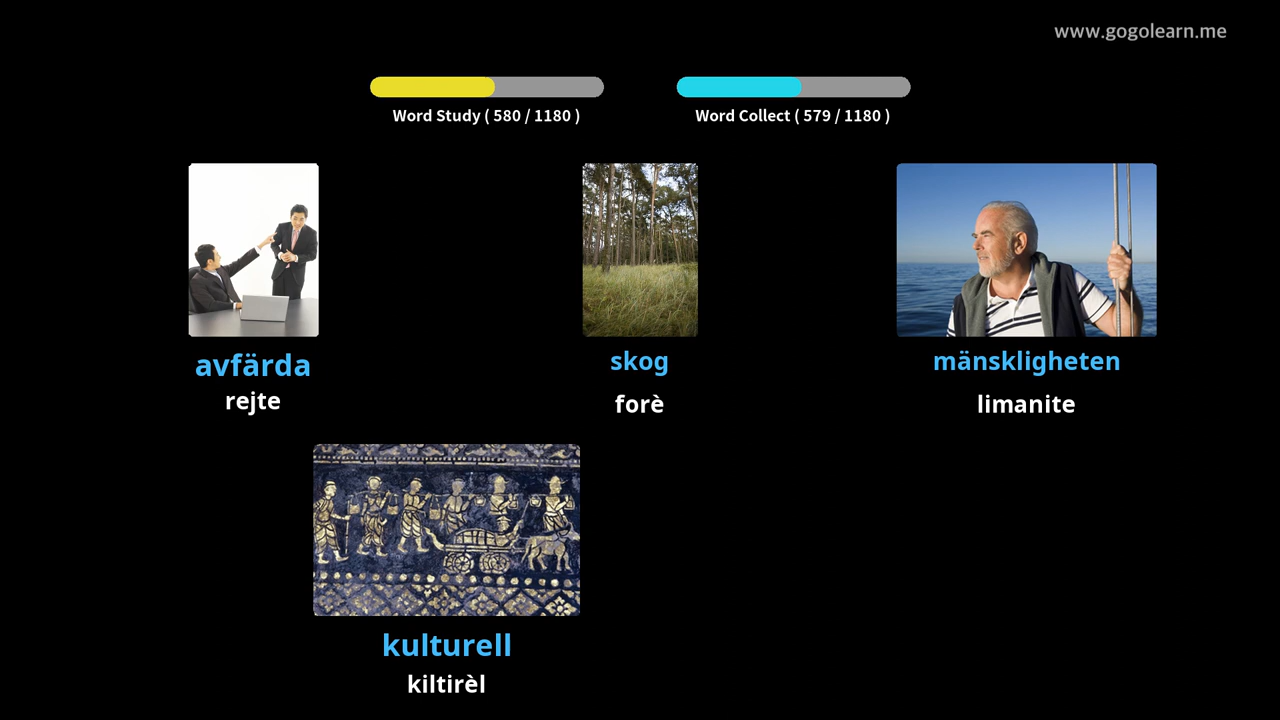 www.gogolearn.me
Word Study ( 580 / 1180 )
Word Collect ( 579 / 1180 )
avfärda
rejte
skog
forè
mänskligheten
limanite
kulturell
kiltirèl